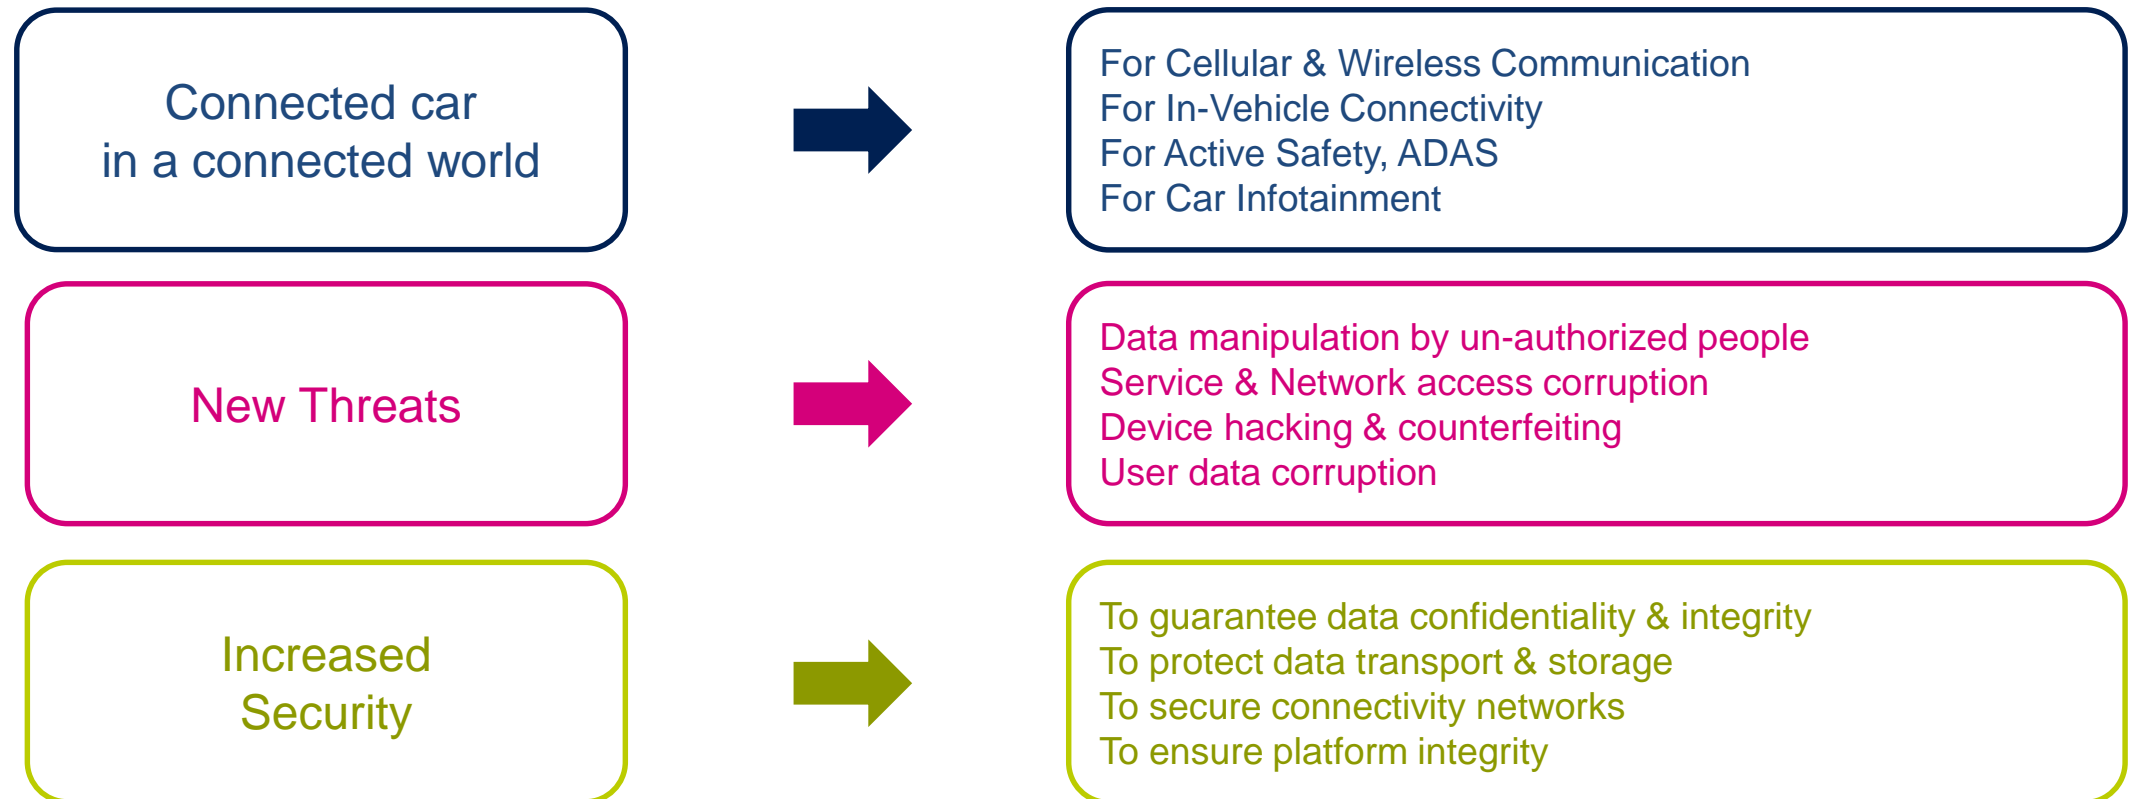 Connected car
in a connected world
For Cellular & Wireless Communication
For In-Vehicle Connectivity
For Active Safety, ADAS
For Car Infotainment
New Threats
Data manipulation by un-authorized people
Service & Network access corruption
Device hacking & counterfeiting
User data corruption
Increased
Security
To guarantee data confidentiality & integrity
To protect data transport & storage
To secure connectivity networks
To ensure platform integrity